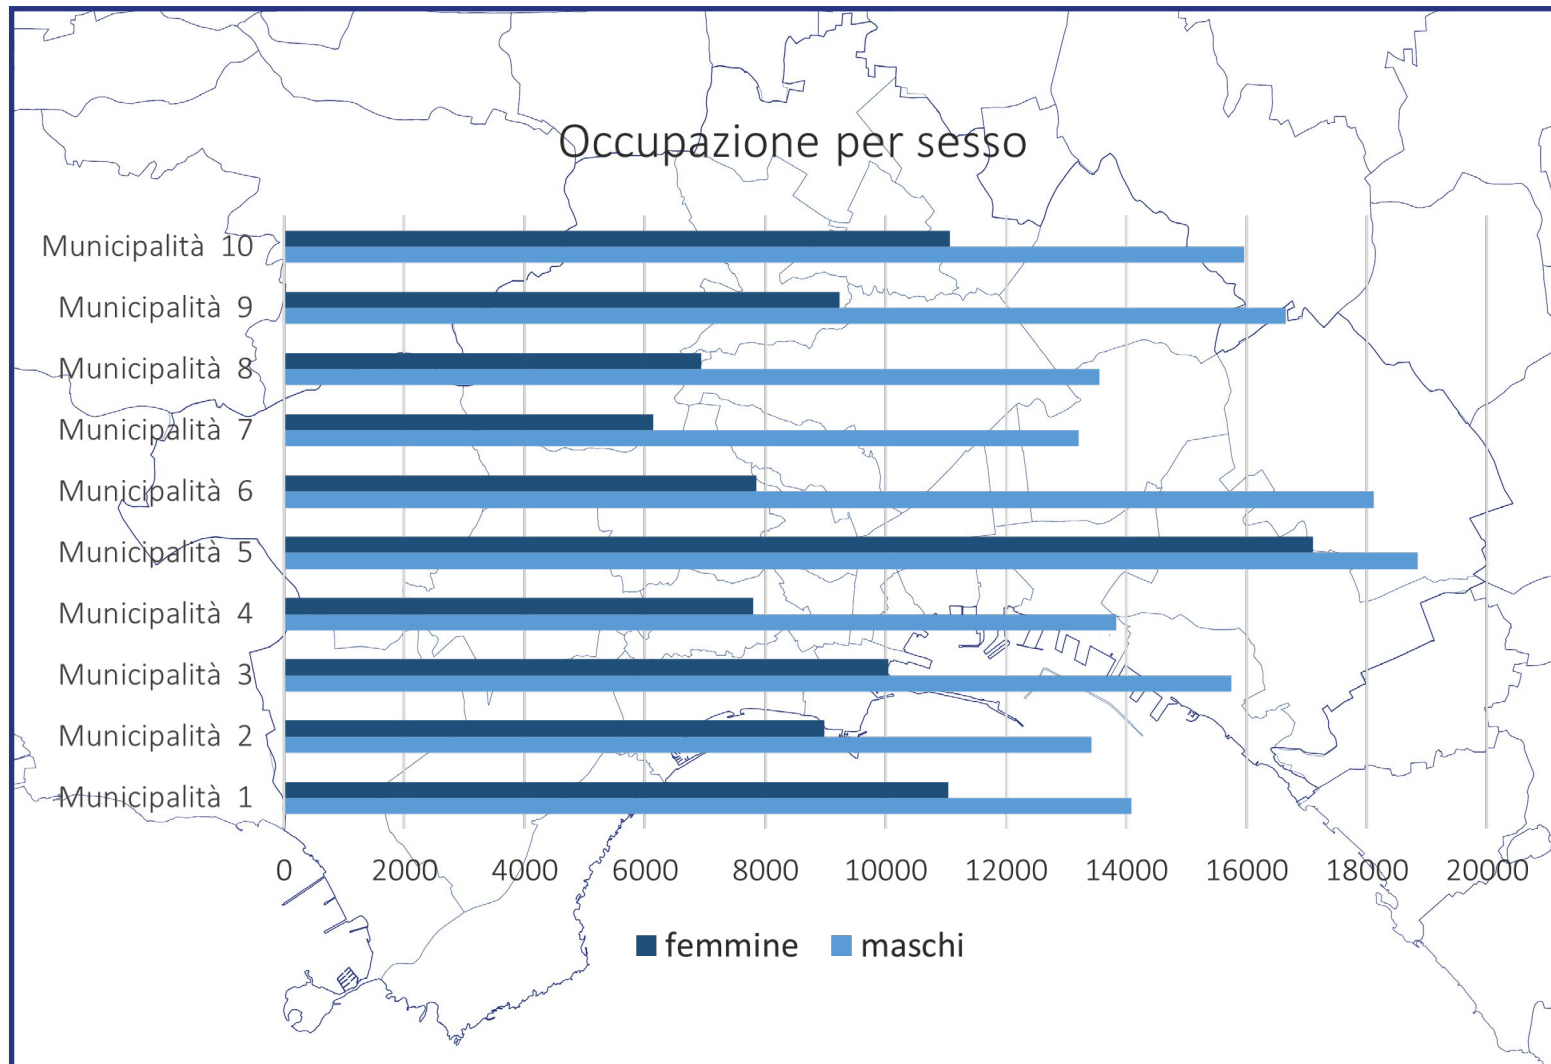 Occupazione per sesso
Municipalità 10
Municipalità 9
Municipalità 8
Municipalità 7
Municipalità 6
Municipalità 5
Municipalità 4
Municipalità 3
Municipalità 2
Municipalità 1
0 2000 4000 6000 8000 10000 12000 14000 16000 18000 20000
femmine maschi